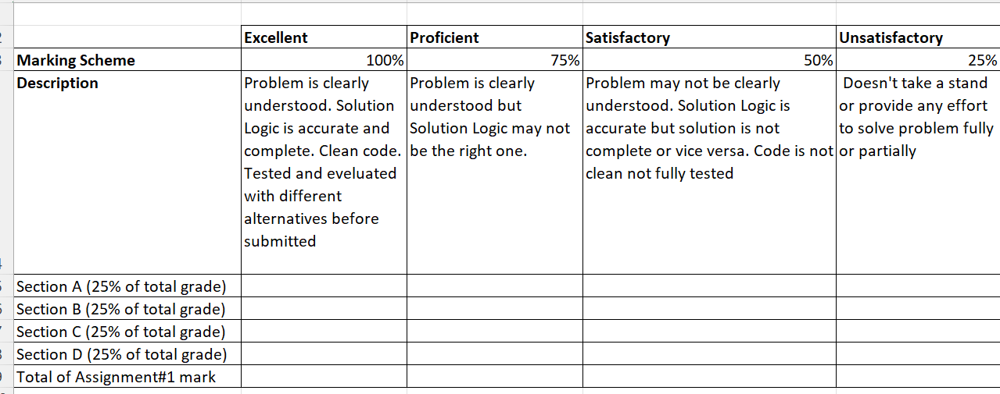 Excellent Proficient Satisfactory Unsatisfactory
Marking Scheme 100% 75% 50% 25%
Description
Problem is clearly
understood. Solution
Logic is accurate and
complete. Clean code.
Tested and eveluated
with different
alternatives before
submitted
Problem is clearly
understood but
Solution Logic may not
be the right one.
Problem may not be clearly
understood. Solution Logic is
accurate but solution is not
complete or vice versa. Code is not
clean not fully tested
Doesn't take a stand
or provide any effort
to solve problem fully
or partially
Section A (25% of total grade)
Section B (25% of total grade)
Section C (25% of total grade)
Section D (25% of total grade)
Total of Assignment#1 mark